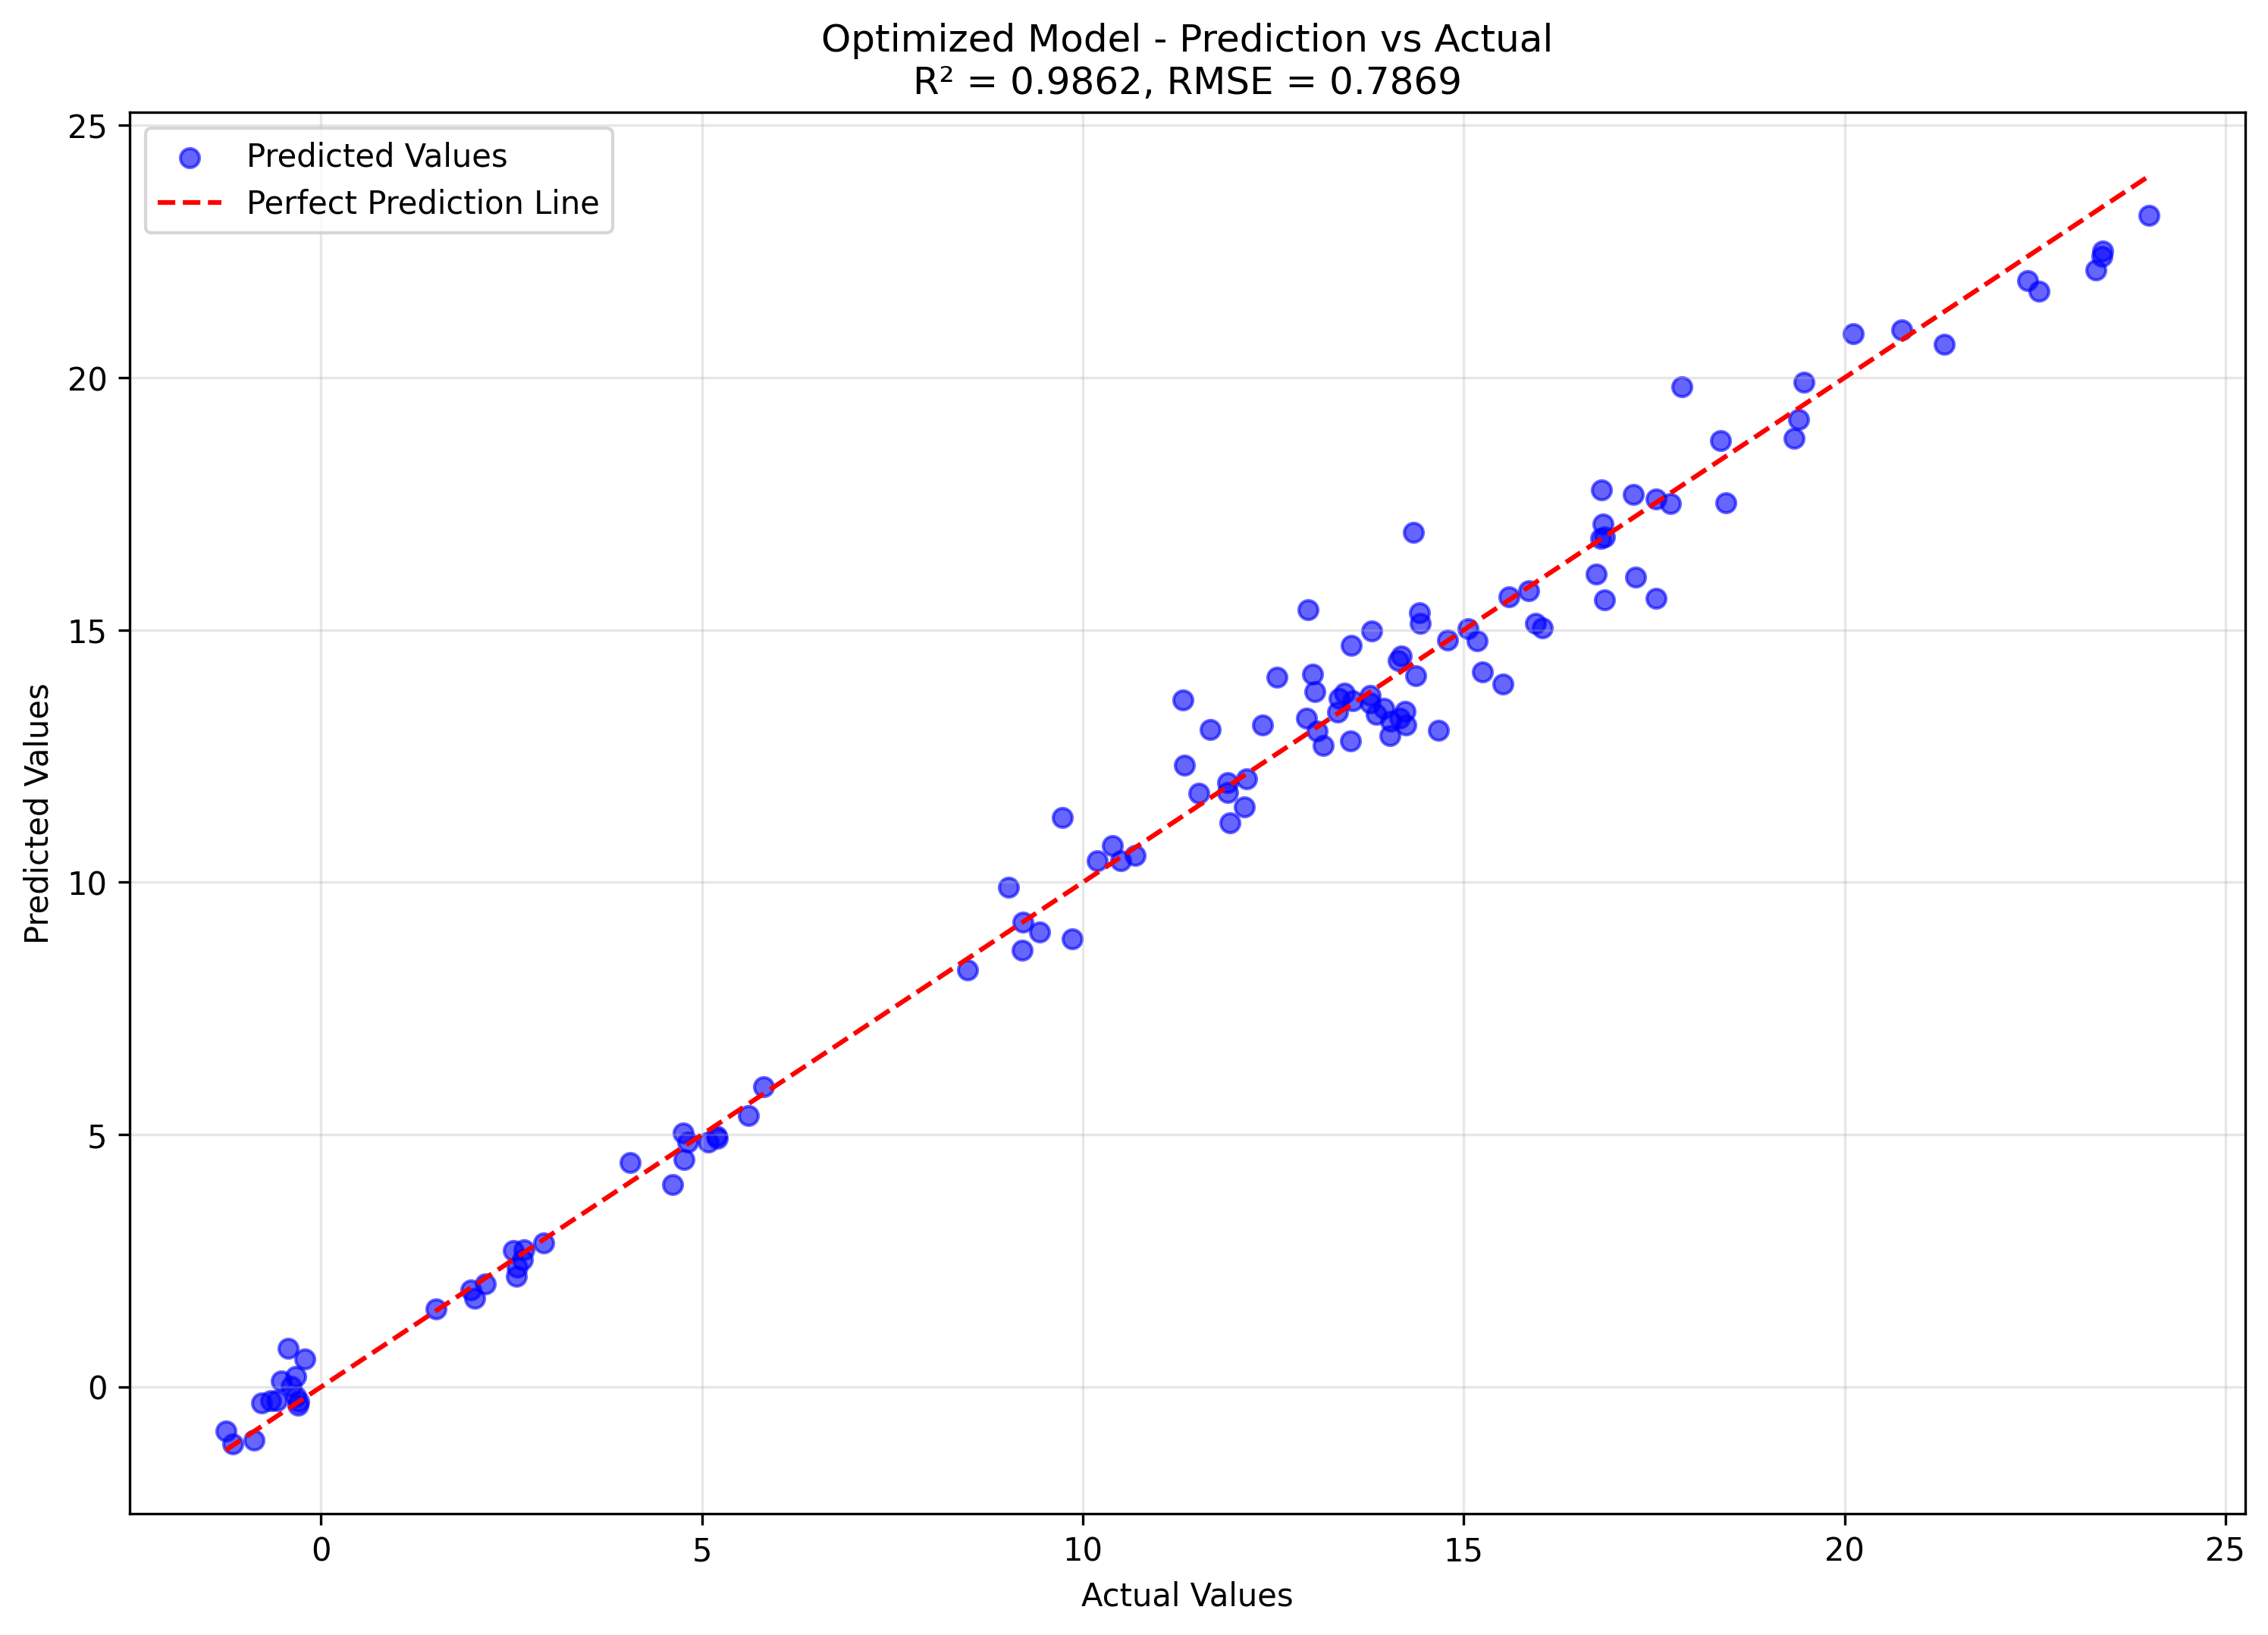 Optimized Model - Prediction vs Actual
R² = 0.9862, RMSE = 0.7869
Predicted Values
Perfect Prediction Line
25
20
15
10
5
0
Predicted Values
0
5
10
15
20
25
Actual Values